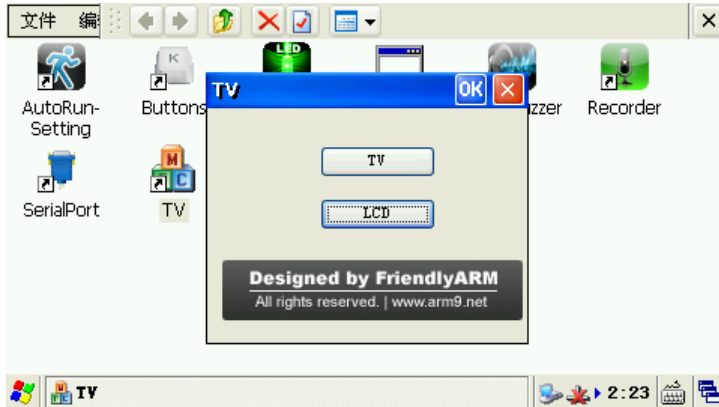 文件 编
AutoRun-
Setting
Buttons
K
LED
zzer
Recorder
SerialPort
M
C
TV
TV
OK
TV
LCD
Designed by FriendlyARM
All rights reserved. | www.arm9.net
TV
2:23